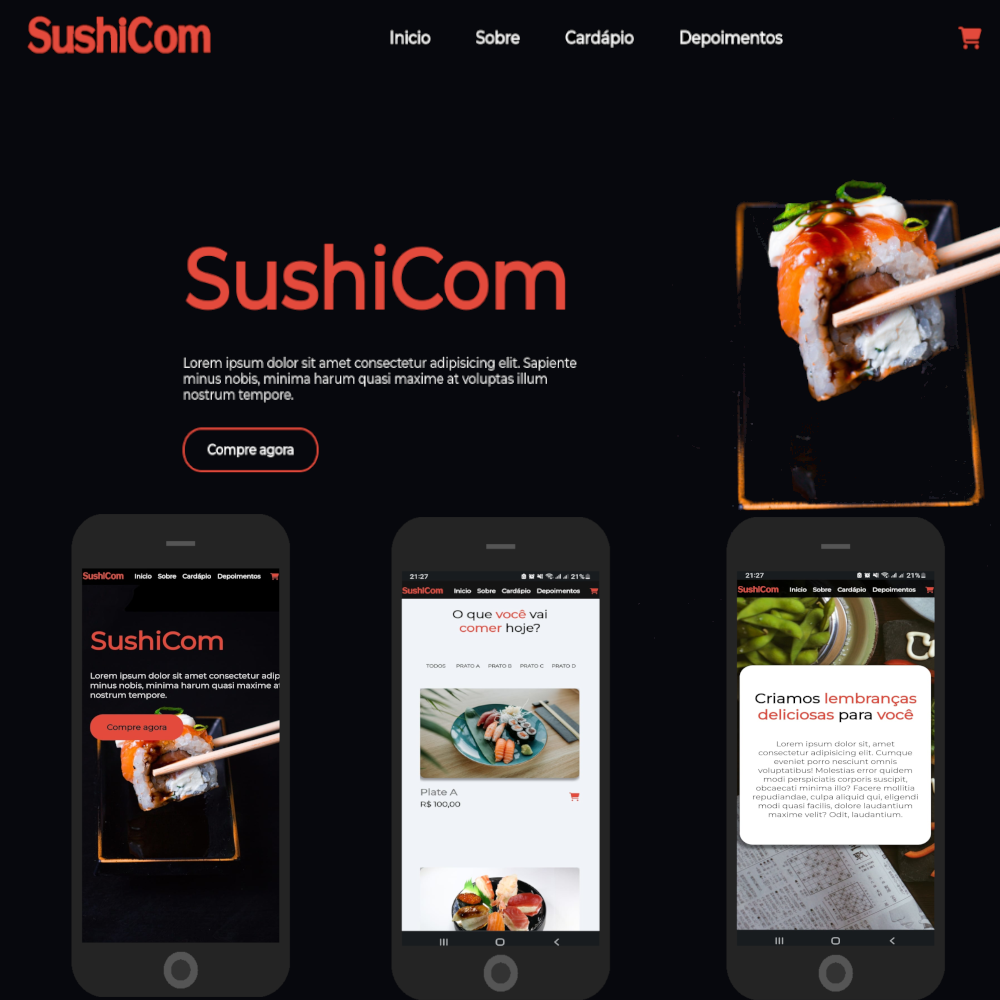 SushiCom
Inicio Sobre Cardápio Depoimentos
SushiCom
Lorem ipsum dolor sit amet consectetur adipisicing elit. Sapiente
minus nobis, minima harum quasi maxime at voluptas illum
nostrum tempore.
Compre agora
SushiCom Inicio Sobre Cardápio Depoimentos
SushiCom
Lorem ipsum dolor sit amet consectetur adip
minus nobis, minima harum quasi maxime at
nostrum tempore.
Compre agora
21:27 21%
SushiCom Inicio Sobre Cardápio Depoimentos
O que você vai
comer hoje?
TODOS PRATO A PRATO B PRATO C PRATO D
Plate A
R$ 100,00
21:27 21%
SushiCom Inicio Sobre Cardápio Depoimentos
Criamos lembranças
deliciosas para você
Lorem ipsum dolor sit, amet
consectetur adipisicing elit. Cumque
eveniet porro nesciunt omnis
voluptatibus! Molestias error quidem
modi perspiciatis corporis suscipit,
obcaecati minima illo? Facere mollitia
repudiandae, culpa aliquid qui, eligendi
modi quasi facilis, dolore laudantium
maxime velit? Odit, laudantium.